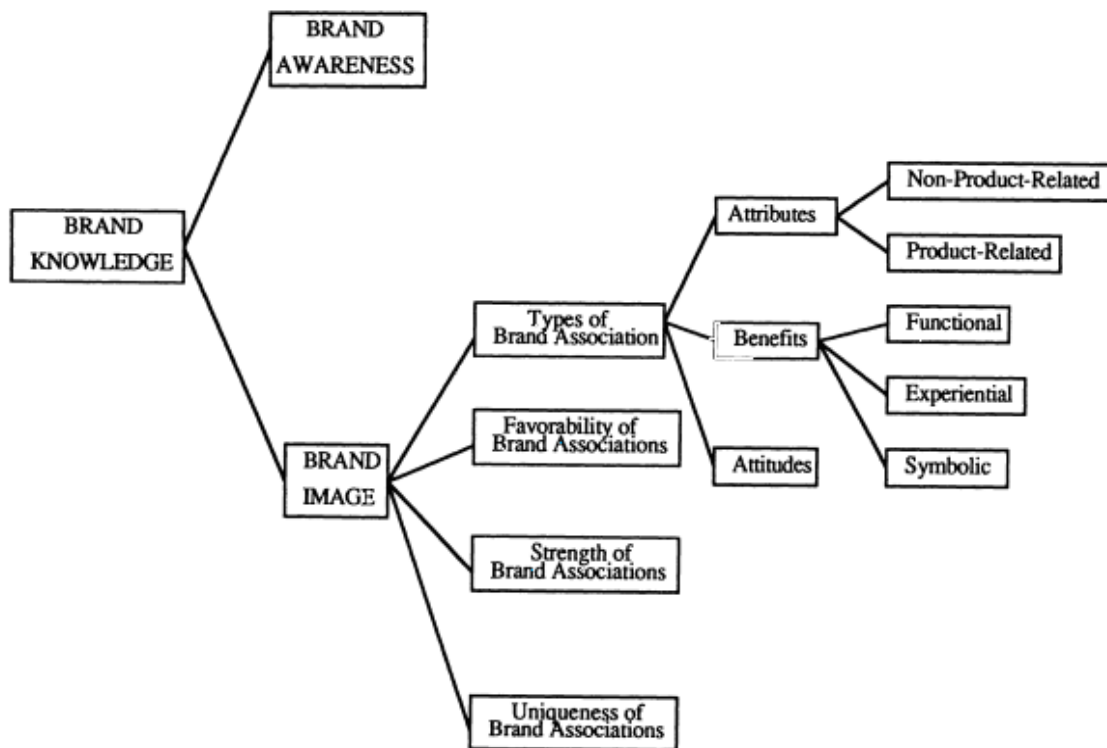 BRAND
AWARENESS
BRAND
KNOWLEDGE
BRAND
IMAGE
Types of
Brand Association
Favorability of
Brand Associations
Strength of
Brand Associations
Uniqueness of
Brand Associations
Attributes
Benefits
Attitudes
Non-Product-Related
Product-Related
Functional
Experiential
Symbolic